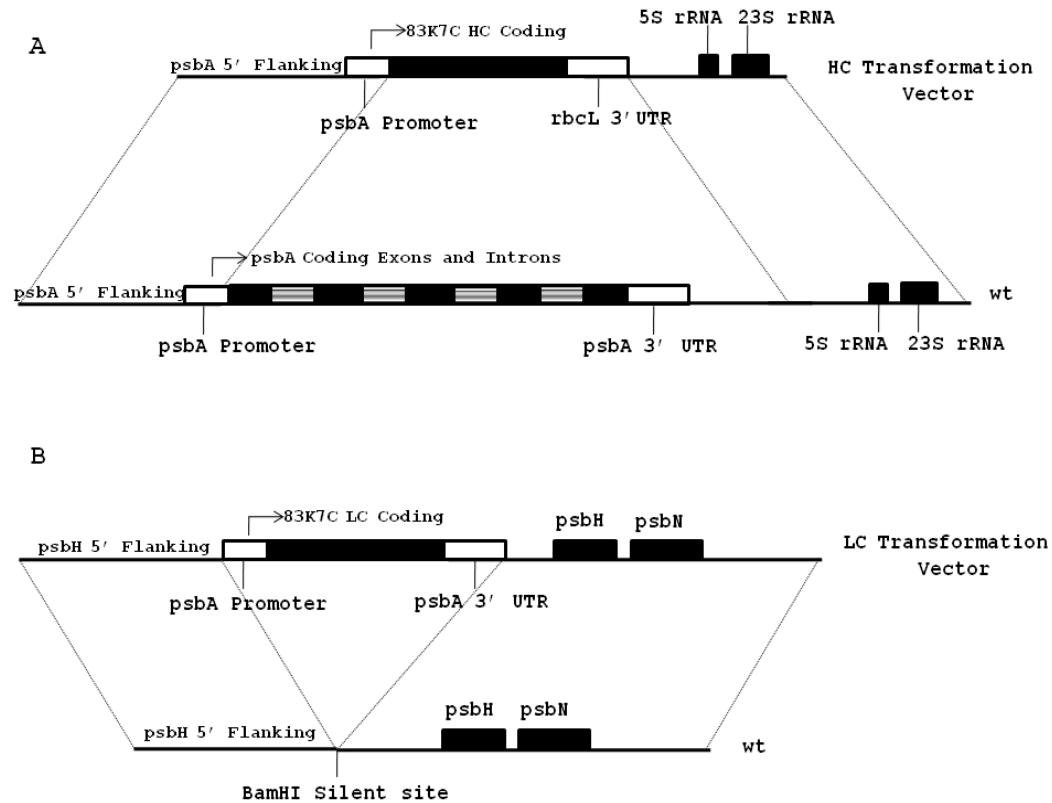 A
5S rRNA 23S rRNA
83K7C HC Coding
psbA 5' Flanking
HC Transformation
Vector
psbA Promoter
rbcL 3' UTR
psbA Coding Exons and Introns
psbA 5' Flanking
wt
psbA Promoter
psbA 3' UTR
5S rRNA 23S rRNA
B
83K7C LC Coding
psbH psbN
psbH 5' Flanking
LC Transformation
Vector
psbA Promoter
psbA 3' UTR
psbH psbN
psbH 5' Flanking
wt
BamHI Silent site